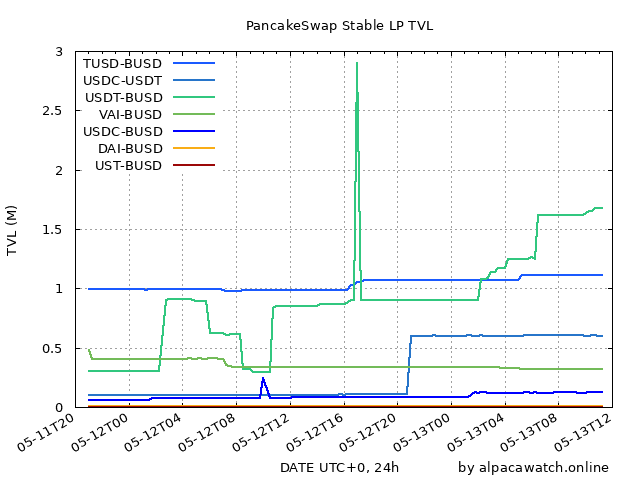 PancakeSwap Stable LP TVL
TVL (M)
3
2.5
2
1.5
1
0.5
0
TUSD-BUSD
USDC-USDT
USDT-BUSD
VAI-BUSD
USDC-BUSD
DAI-BUSD
UST-BUSD
05-11T20
05-12T00
05-12T04
05-12T08
05-12T12
05-12T16
05-12T20
05-13T00
05-13T04
05-13T08
05-13T12
DATE UTC+0, 24h
by alpacawatch.online